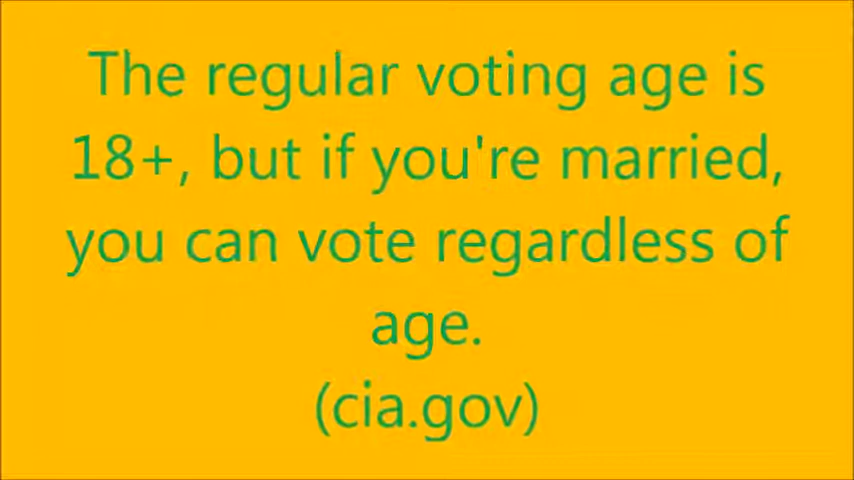 The regular voting age is
18+, but if you're married,
you can vote regardless of
age.
(cia.gov)